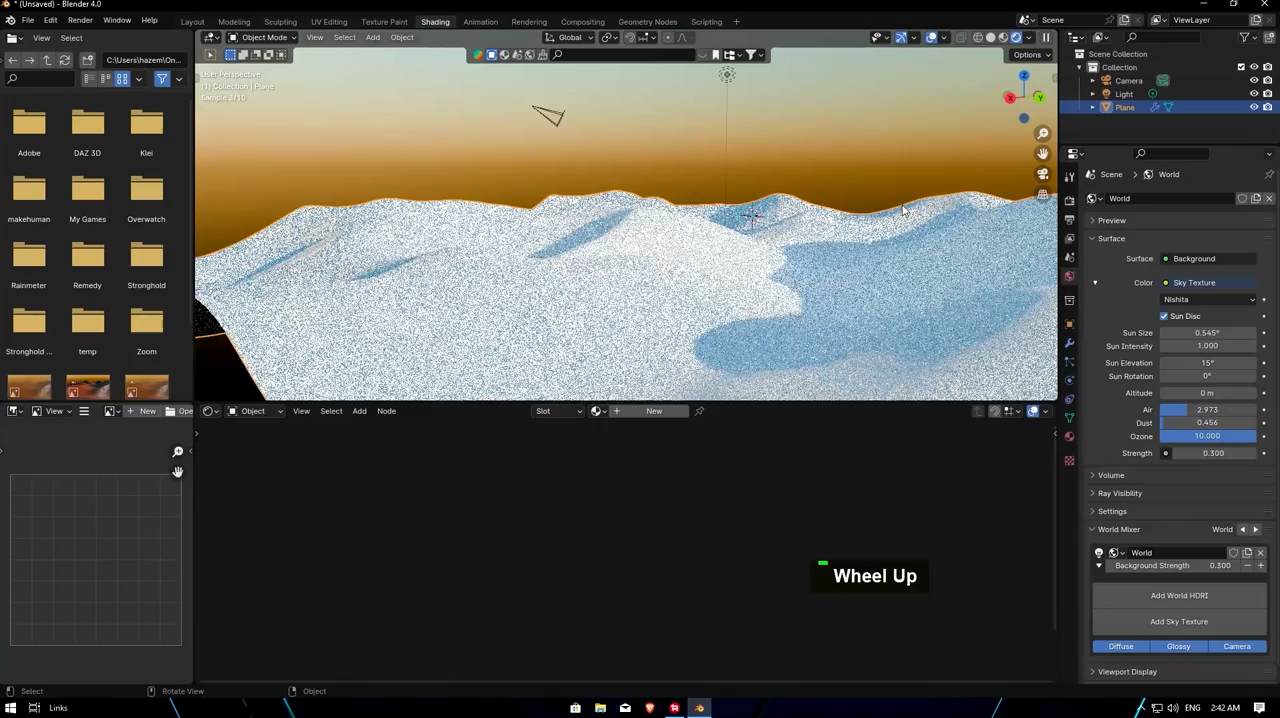 * (Unsaved) - Blender 4.0
File Edit Render Window Help
Layout Modeling Sculpting UV Editing Texture Paint Shading Animation Rendering Compositing Geometry Nodes Scripting +
Scene
ViewLayer
View Select
Object Mode
View Select Add Object
Global
Options
C:\Users\hazem\On...
User Perspective
(1) Collection | Plane
Sample 3/10
Adobe DAZ 3D Klei
makehuman My Games Overwatch
Rainmeter Remedy Stronghold
Stronghold ... temp Zoom
Z
X
Y
Scene Collection
Collection
Camera
Light
Plane
Scene > World
World
Preview
Surface
Surface Background
Color Sky Texture
Nishita
Sun Disc
Sun Size 0.545°
Sun Intensity 1.000
Sun Elevation 15°
Sun Rotation 0°
Altitude 0 m
Air 2.973
Dust 0.456
Ozone 10.000
Strength 0.300
Volume
Ray Visibility
Settings
World Mixer World
World
Background Strength 0.300
Add World HDRI
Add Sky Texture
Diffuse Glossy Camera
Viewport Display
View New Ope
Object View Select Add Node Slot New
Wheel Up
Select Rotate View Object
Links
ENG 2:42 AM